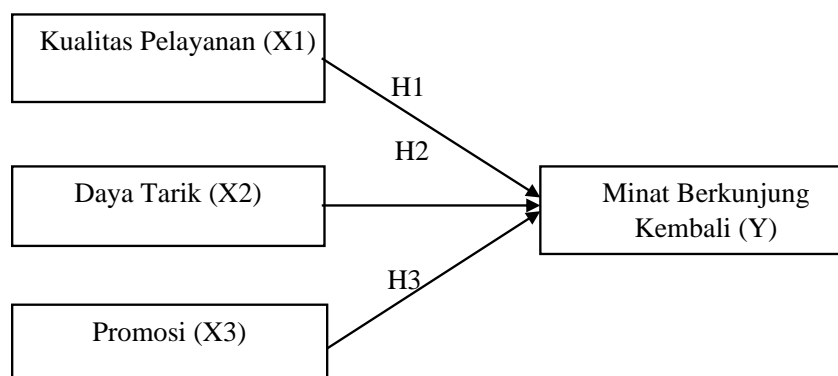 Kualitas Pelayanan (X1)
H1
H2
Daya Tarik (X2)
Minat Berkunjung
Kembali (Y)
H3
Promosi (X3)